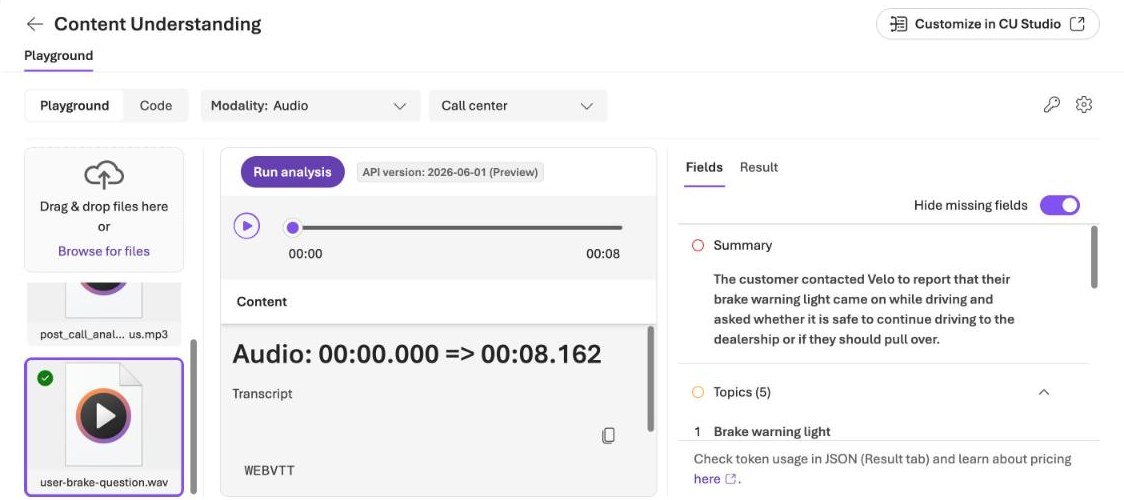 Content Understanding
Customize in CU Studio
Playground
Playground
Code
Modality: Audio
Call center
Drag & drop files here
or
Browse for files
post_call_anal... us.mp3
user-brake-question.wav
Run analysis
API version: 2026-06-01 (Preview)
00:00
00:08
Content
Audio: 00:00.000 => 00:08.162
Transcript
WEBVTT
Fields
Result
Hide missing fields
Summary
The customer contacted Velo to report that their
brake warning light came on while driving and
asked whether it is safe to continue driving to the
dealership or if they should pull over.
Topics (5)
1 Brake warning light
Check token usage in JSON (Result tab) and learn about pricing
here.